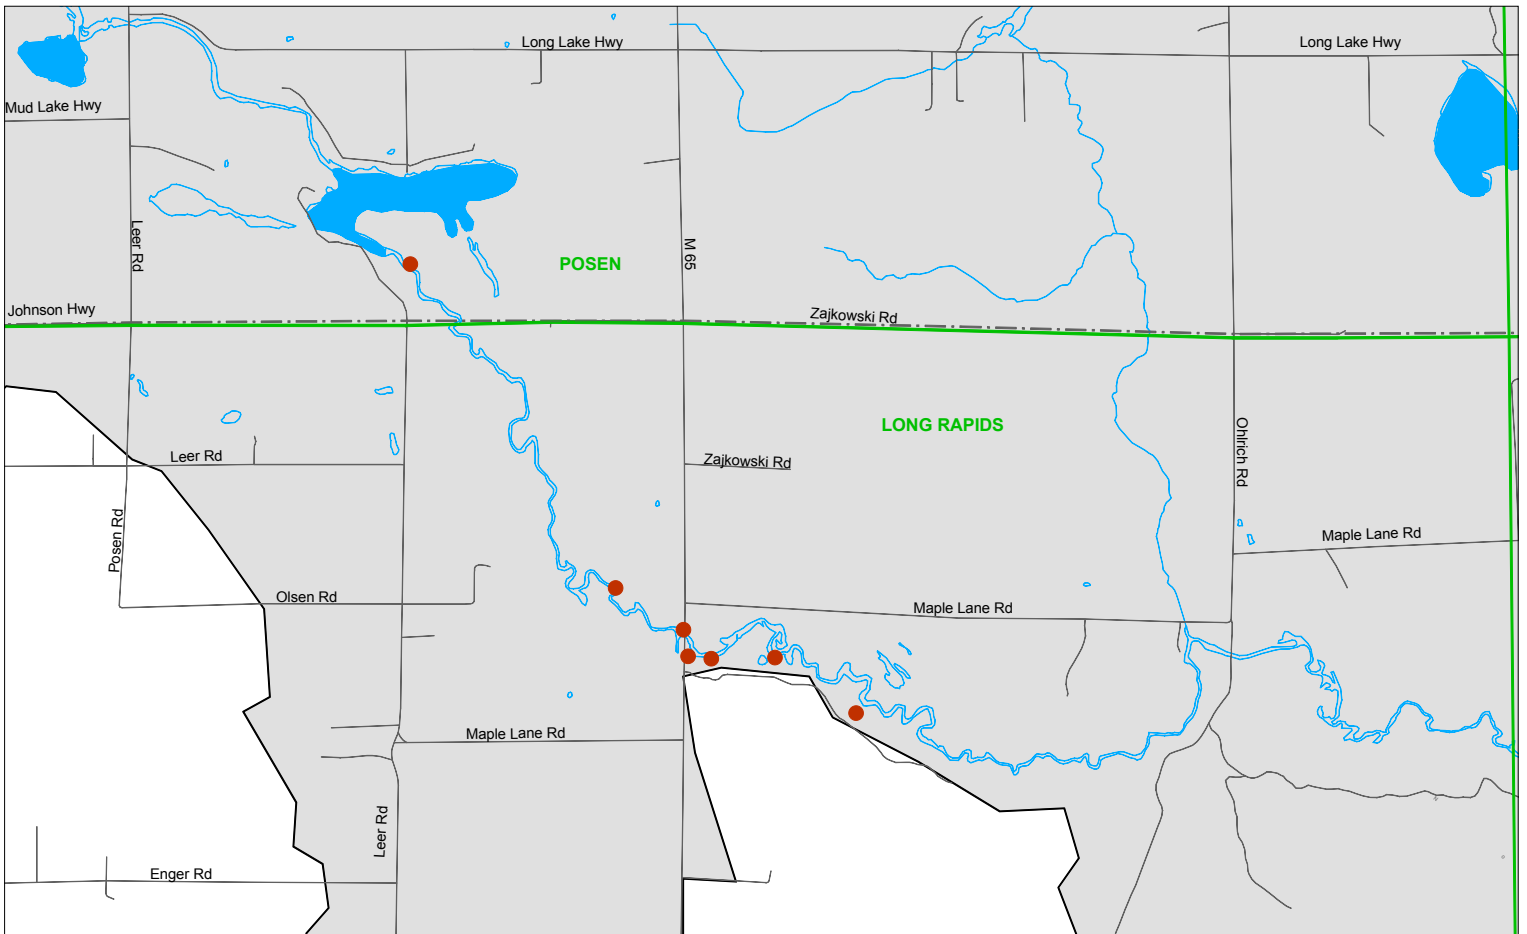 Long Lake Hwy
Long Lake Hwy
Mud Lake Hwy
Leer Rd
M 65
POSEN
Johnson Hwy
Zajkowski Rd
LONG RAPIDS
Ohlrich Rd
Leer Rd
Zajkowski Rd
Posen Rd
Maple Lane Rd
Olsen Rd
Maple Lane Rd
Maple Lane Rd
Leer Rd
Enger Rd